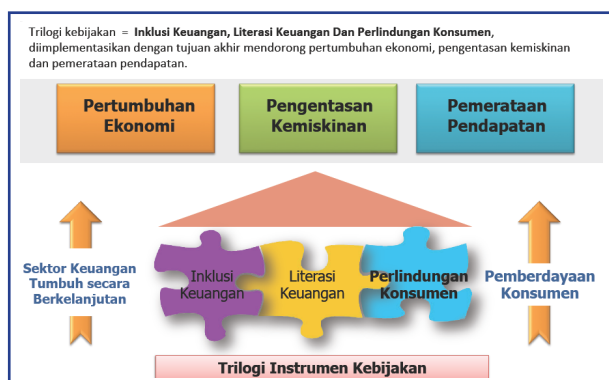 Trilogi kebijakan = Inklusi Keuangan, Literasi Keuangan Dan Perlindungan Konsumen,
diimplementasikan dengan tujuan akhir mendorong pertumbuhan ekonomi, pengentasan kemiskinan
dan pemerataan pendapatan.
Pertumbuhan
Ekonomi
Pengentasan
Kemiskinan
Pemerataan
Pendapatan
Sektor Keuangan
Tumbuh secara
Berkelanjutan
Inklusi
Keuangan
Literasi
Keuangan
Perlindungan
Konsumen
Pemberdayaan
Konsumen
Trilogi Instrumen Kebijakan